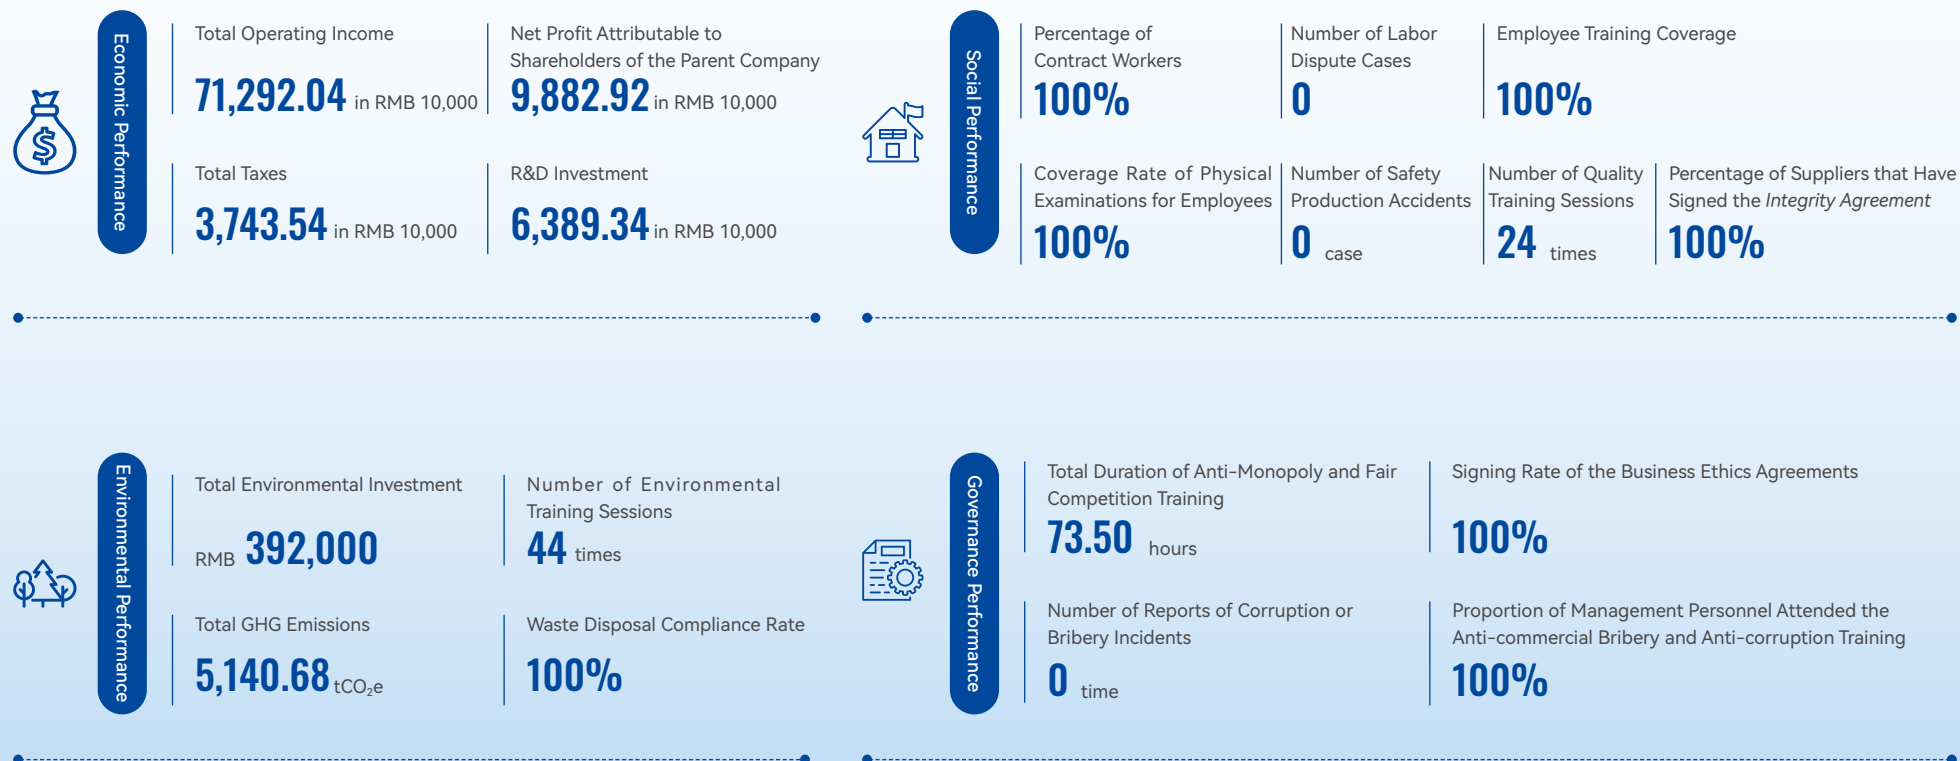 Economic Performance
Total Operating Income
71,292.04 in RMB 10,000
Net Profit Attributable to
Shareholders of the Parent Company
9,882.92 in RMB 10,000
Total Taxes
3,743.54 in RMB 10,000
R&D Investment
6,389.34 in RMB 10,000
Social Performance
Percentage of
Contract Workers
100%
Number of Labor
Dispute Cases
0
Employee Training Coverage
100%
Coverage Rate of Physical
Examinations for Employees
100%
Number of Safety
Production Accidents
0 case
Number of Quality
Training Sessions
24 times
Percentage of Suppliers that Have
Signed the Integrity Agreement
100%
Environmental Performance
Total Environmental Investment
RMB 392,000
Number of Environmental
Training Sessions
44 times
Total GHG Emissions
5,140.68 tCO₂e
Waste Disposal Compliance Rate
100%
Governance Performance
Total Duration of Anti-Monopoly and Fair
Competition Training
73.50 hours
Signing Rate of the Business Ethics Agreements
100%
Number of Reports of Corruption or
Bribery Incidents
0 time
Proportion of Management Personnel Attended the
Anti-commercial Bribery and Anti-corruption Training
100%